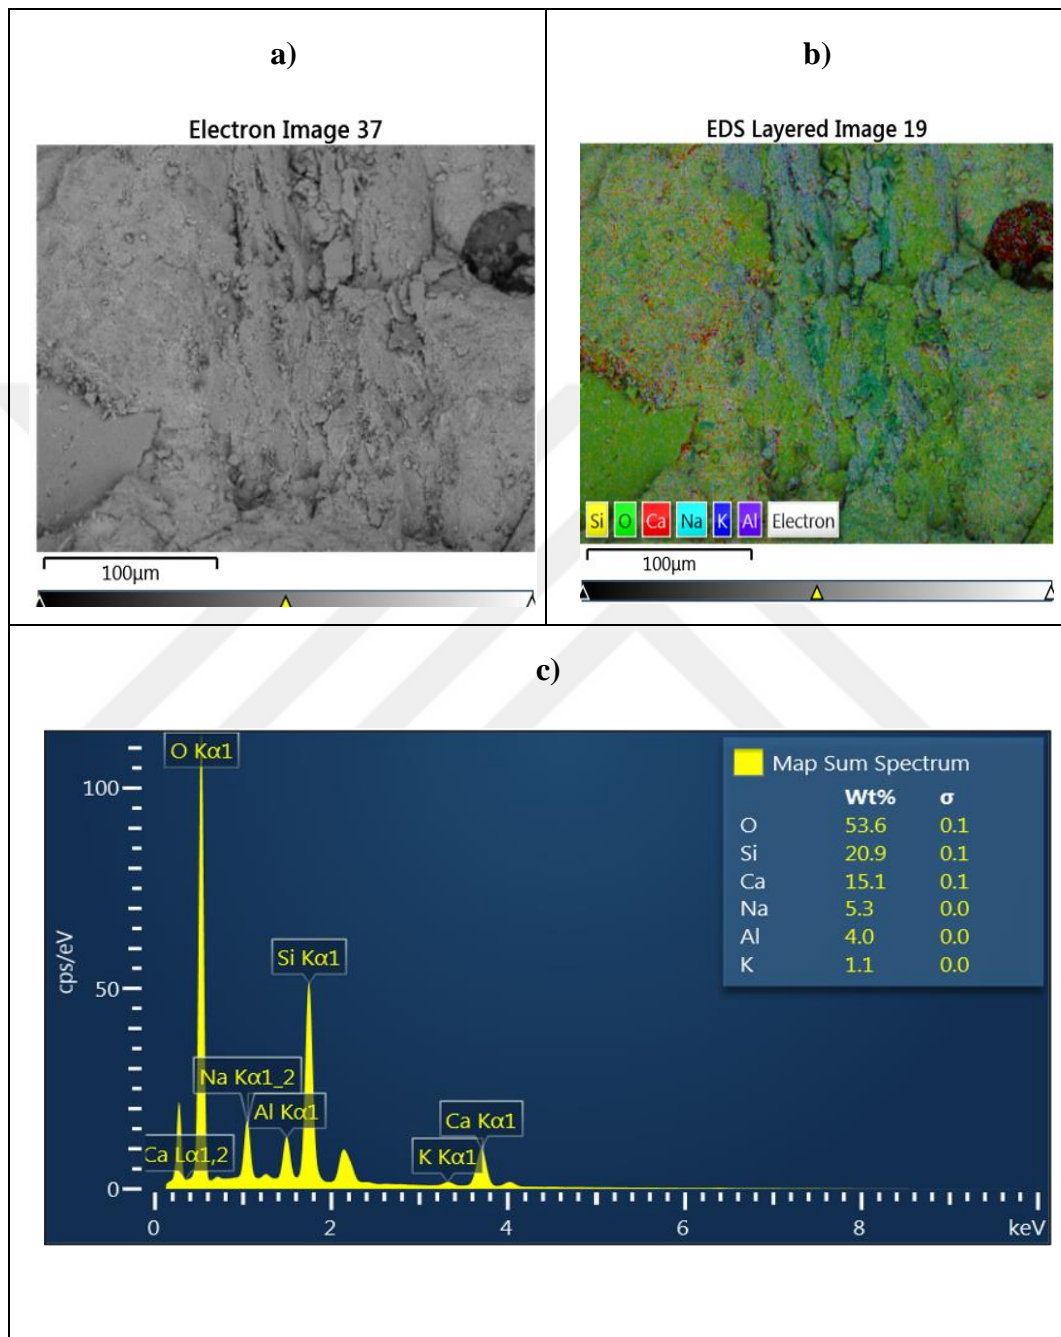 a)
b)
Electron Image 37
EDS Layered Image 19
Si O Ca Na K Al Electron
100μm
100μm
c)
O Kα1
100
Map Sum Spectrum
Wt% σ
O 53.6 0.1
Si 20.9 0.1
Ca 15.1 0.1
Na 5.3 0.0
Al 4.0 0.0
K 1.1 0.0
cps/eV
Si Kα1
50
Na Kα1_2
Al Kα1
Ca Kα1
Ca Lα1,2
K Kα1
0
0 2 4 6 8 keV